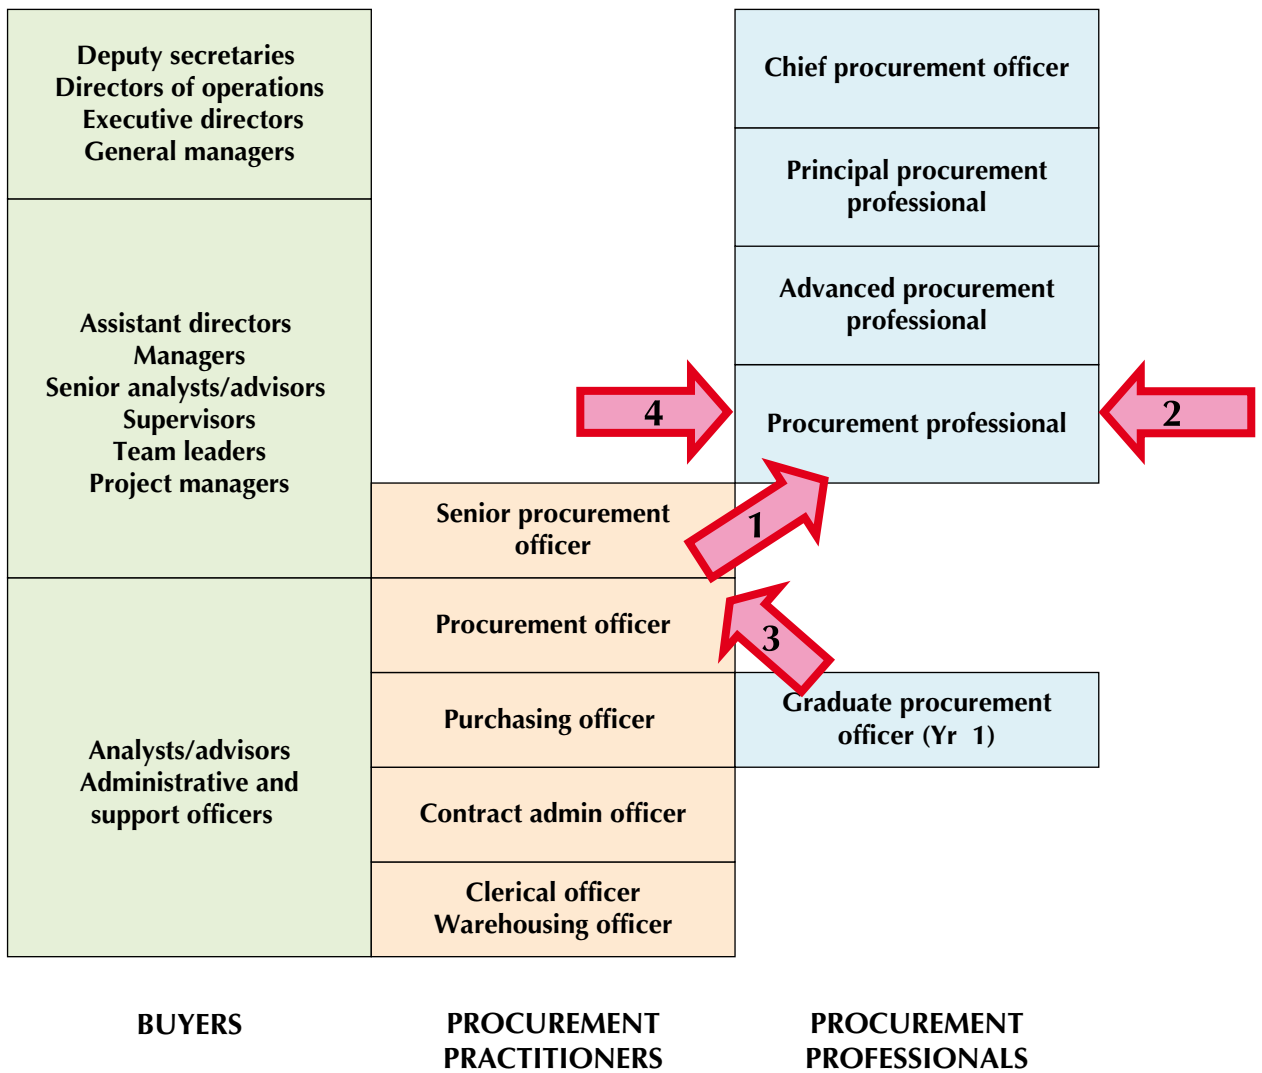 Deputy secretaries
Directors of operations
Executive directors
General managers
Assistant directors
Managers
Senior analysts/advisors
Supervisors
Team leaders
Project managers
Analysts/advisors
Administrative and
support officers
Senior procurement
officer
Procurement officer
Purchasing officer
Contract admin officer
Clerical officer
Warehousing officer
Chief procurement officer
Principal procurement
professional
Advanced procurement
professional
Procurement professional
Graduate procurement
officer (Yr 1)
4
2
1
3
BUYERS
PROCUREMENT
PRACTITIONERS
PROCUREMENT
PROFESSIONALS